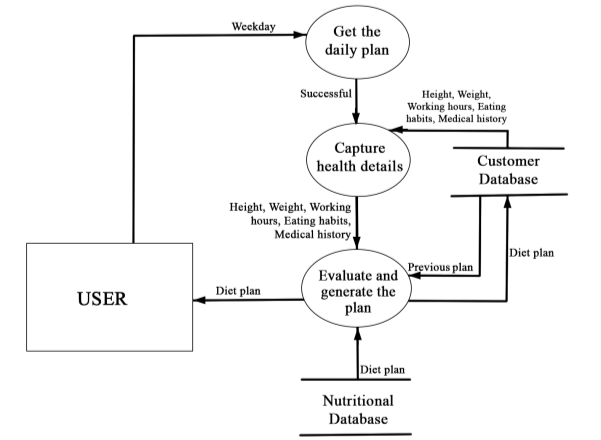 Weekday
Get the
daily plan
Successful
Height, Weight,
Working hours, Eating
habits, Medical history
Capture
health details
Customer
Database
Height, Weight, Working
hours, Eating habits,
Medical history
Previous plan
Diet plan
Evaluate and
generate the
plan
Diet plan
USER
Diet plan
Nutritional
Database